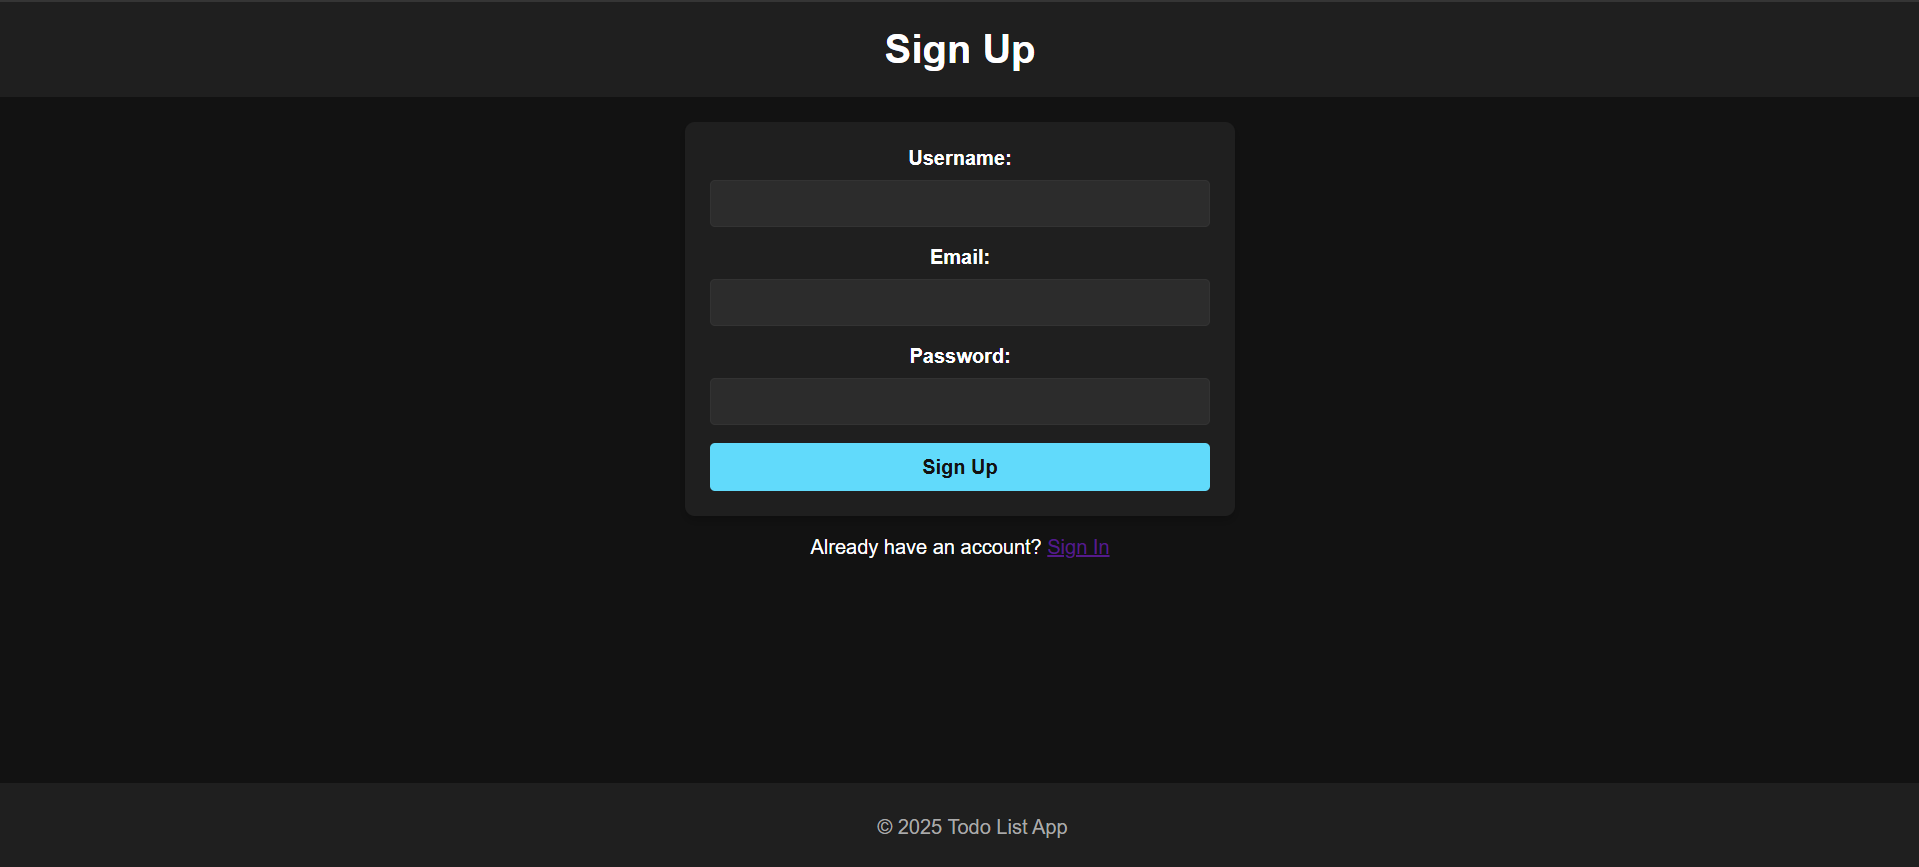 Sign Up
Username:
Email:
Password:
Sign Up
Already have an account? Sign In
© 2025 Todo List App